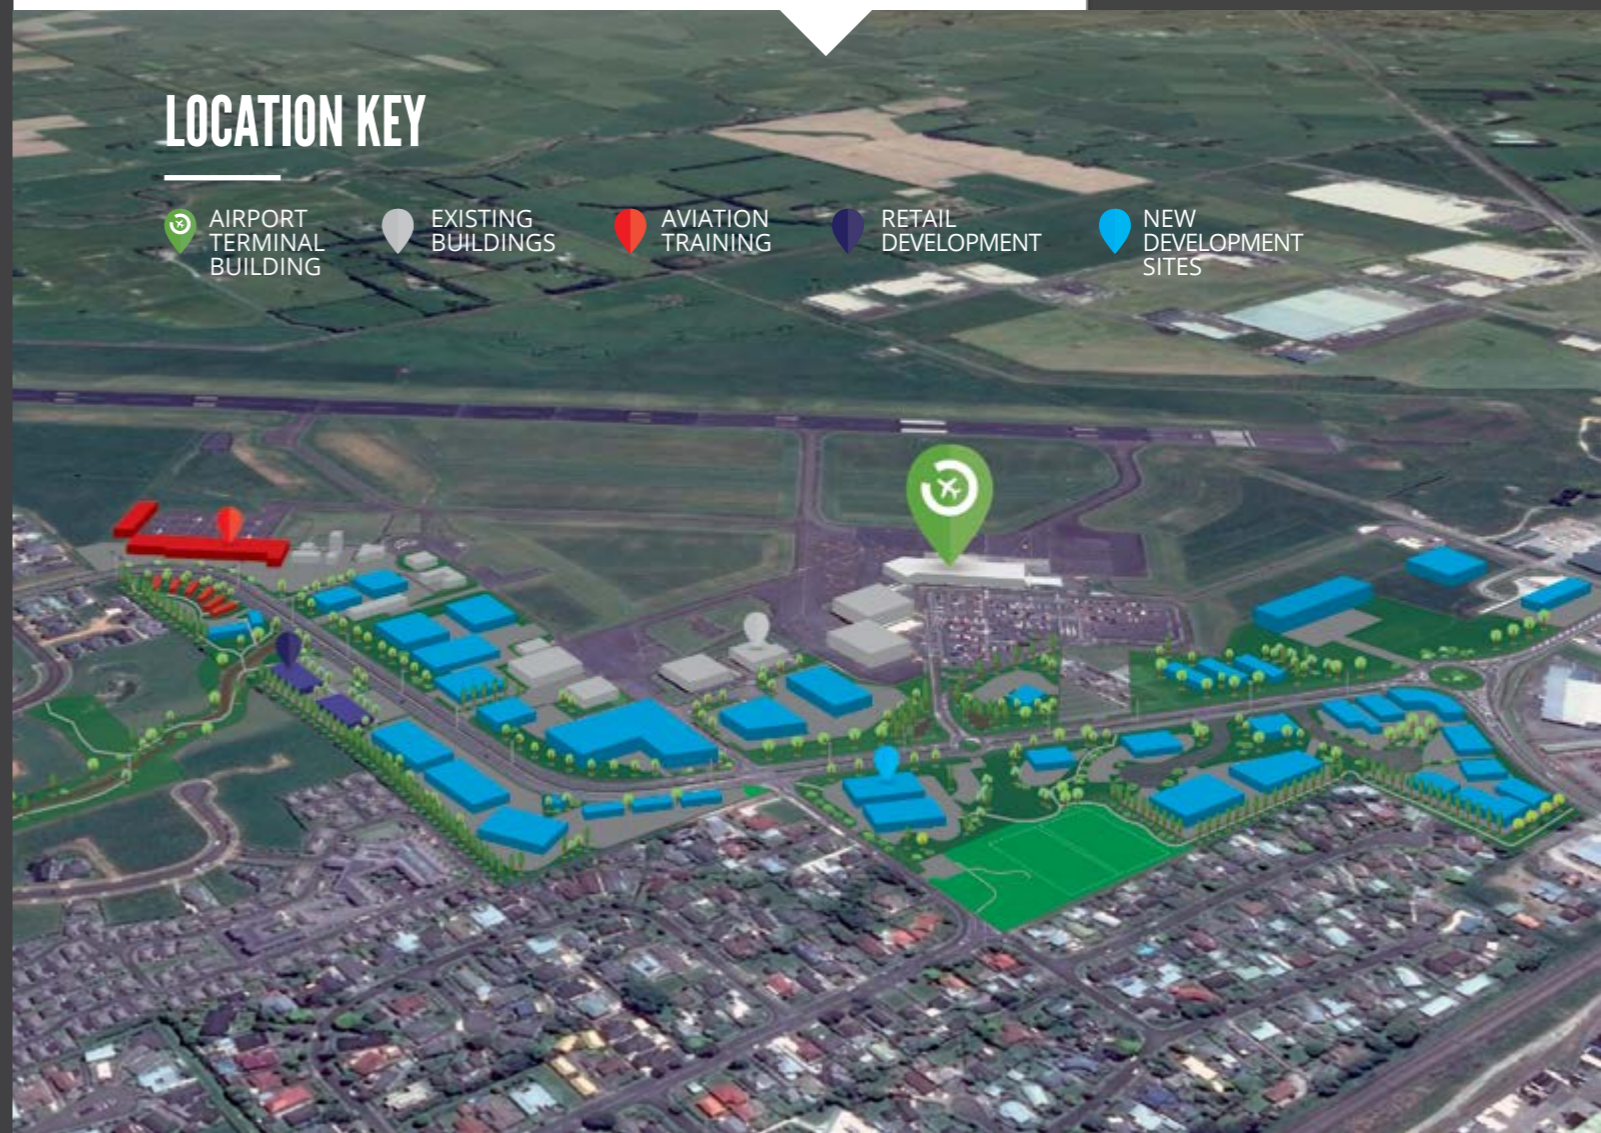 LOCATION KEY
AIRPORT
TERMINAL
BUILDING
EXISTING
BUILDINGS
AVIATION
TRAINING
RETAIL
DEVELOPMENT
NEW
DEVELOPMENT
SITES